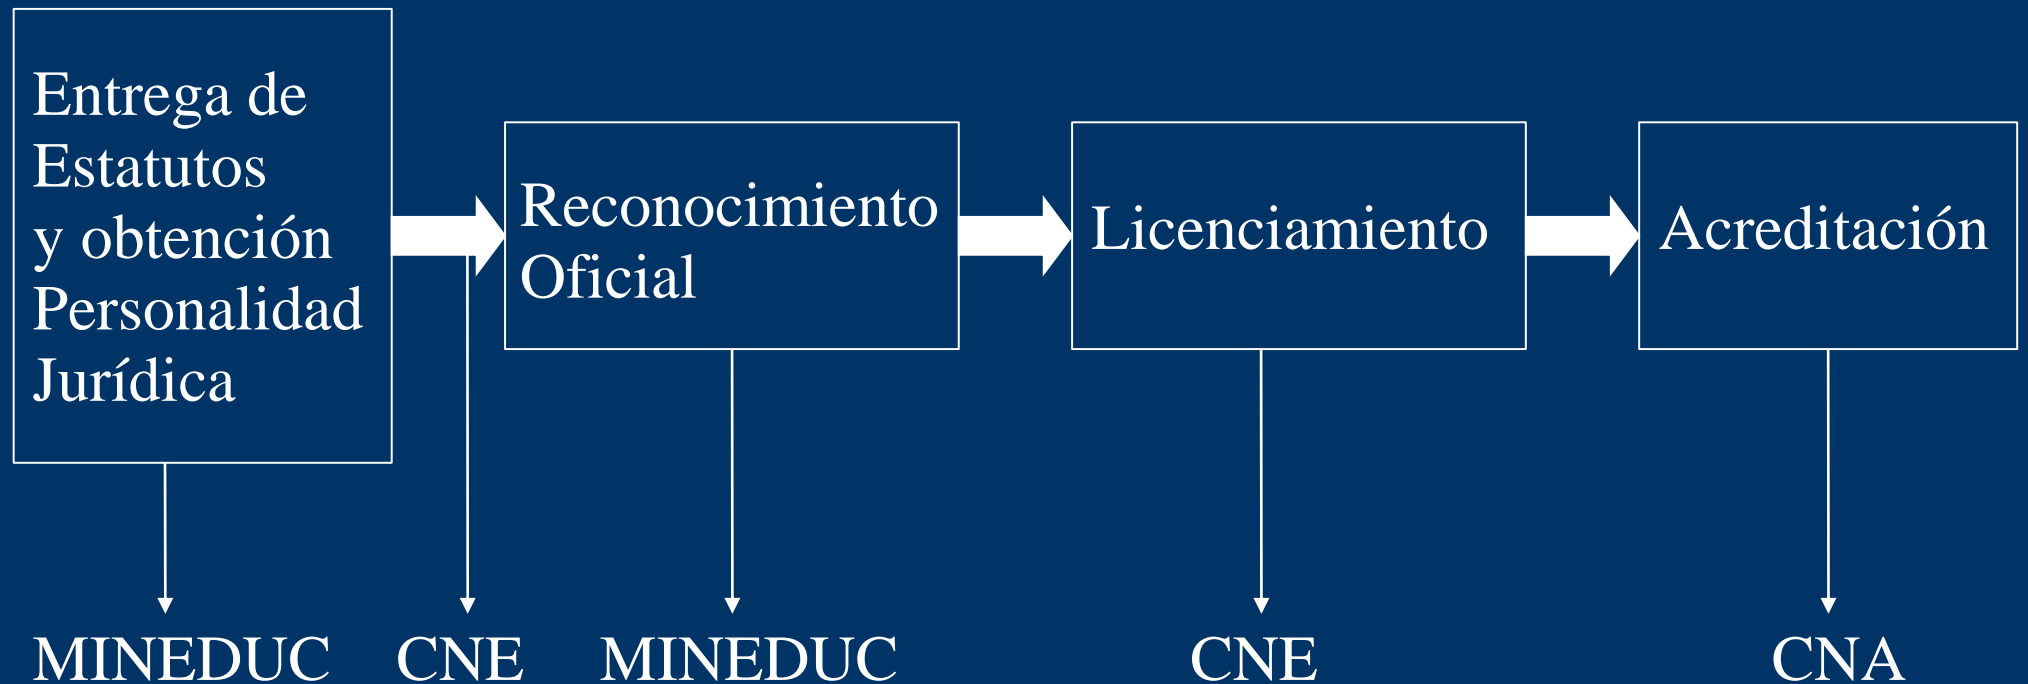 Entrega de
Estatutos
y obtención
Personalidad
Jurídica
Reconocimiento
Oficial
Licenciamiento
Acreditación
MINEDUC
CNE
MINEDUC
CNE
CNA